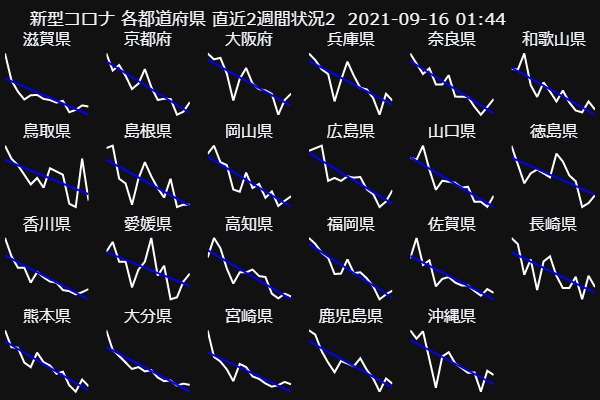 新型コロナ 各都道府県 直近2週間状況2 2021-09-16 01:44
滋賀県 京都府 大阪府 兵庫県 奈良県 和歌山県
鳥取県 島根県 岡山県 広島県 山口県 徳島県
香川県 愛媛県 高知県 福岡県 佐賀県 長崎県
熊本県 大分県 宮崎県 鹿児島県 沖縄県